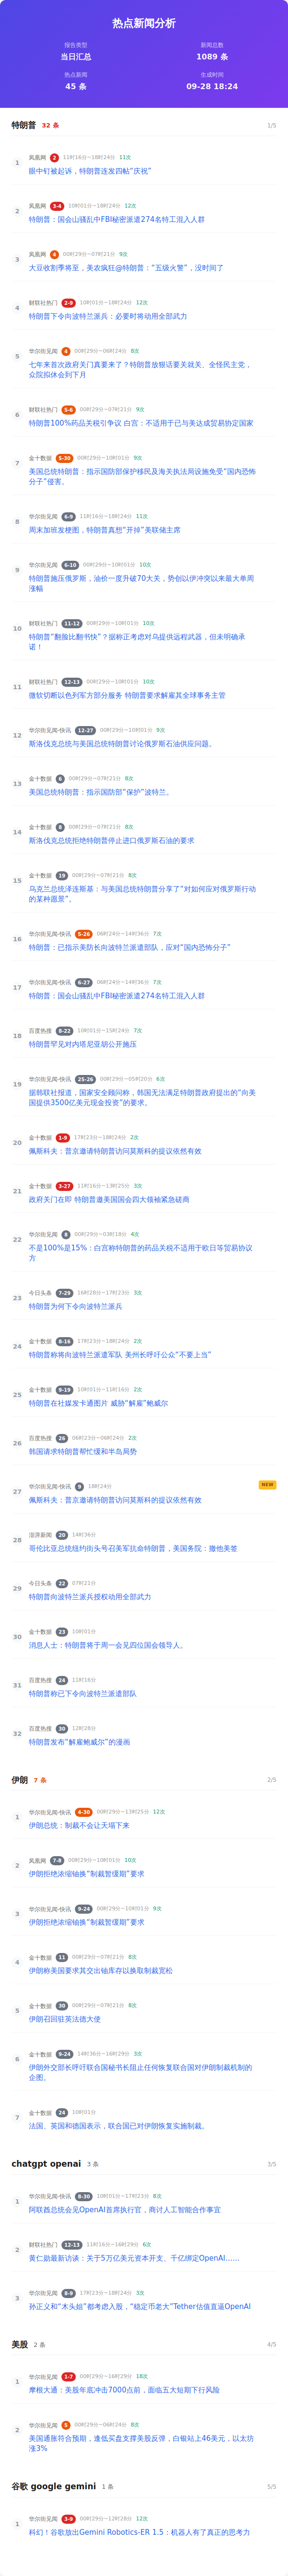 热点新闻分析
报告类型
当日汇总
新闻总数
1089 条
热点新闻
45 条
生成时间
09-28 18:24
特朗普 32 条 1/5
1
凤凰网 2 11时16分~18时24分 11次
眼中钉被起诉，特朗普连发四帖“庆祝”
2
凤凰网 3-4 10时01分~18时24分 12次
特朗普：国会山骚乱中FBI秘密派遣274名特工混入人群
3
凤凰网 4 00时29分~07时21分 9次
大豆收割季将至，美农疯狂@特朗普：“五级火警”，没时间了
4
财联社热门 2-9 10时01分~18时24分 12次
特朗普下令向波特兰派兵：必要时将动用全部武力
5
华尔街见闻 4 00时29分~06时24分 8次
七年来首次政府关门真要来了？特朗普放狠话要关就关、全怪民主党，
众院拟休会到下月
6
财联社热门 5-6 00时29分~07时21分 9次
特朗普100%药品关税引争议 白宫：不适用于已与美达成贸易协定国家
7
金十数据 5-30 00时29分~10时01分 9次
美国总统特朗普：指示国防部保护移民及海关执法局设施免受“国内恐怖
分子”侵害。
8
华尔街见闻 6-9 11时16分~18时24分 11次
周末加班发梗图，特朗普真想“开掉”美联储主席
9
华尔街见闻 6-10 00时29分~10时01分 10次
特朗普施压俄罗斯，油价一度升破70大关，势创以伊冲突以来最大单周
涨幅
10
财联社热门 11-12 00时29分~10时01分 10次
特朗普“翻脸比翻书快”？据称正考虑对乌提供远程武器，但未明确承
诺！
11
财联社热门 12-13 00时29分~10时01分 10次
微软切断以色列军方部分服务 特朗普要求解雇其全球事务主管
12
华尔街见闻-快讯 12-27 00时29分~10时01分 9次
斯洛伐克总统与美国总统特朗普讨论俄罗斯石油供应问题。
13
金十数据 6 00时29分~07时21分 8次
美国总统特朗普：指示国防部“保护”波特兰。
14
金十数据 8 00时29分~07时21分 8次
斯洛伐克总统拒绝特朗普停止进口俄罗斯石油的要求
15
金十数据 19 00时29分~07时21分 8次
乌克兰总统泽连斯基：与美国总统特朗普分享了“对如何应对俄罗斯行动
的某种愿景”。
16
华尔街见闻-快讯 5-26 06时24分~14时36分 7次
特朗普：已指示美防长向波特兰派遣部队，应对“国内恐怖分子”
17
华尔街见闻-快讯 6-27 06时24分~14时36分 7次
特朗普：国会山骚乱中FBI秘密派遣274名特工混入人群
18
百度热搜 8-22 10时01分~15时24分 7次
特朗普罕见对内塔尼亚胡公开施压
19
华尔街见闻-快讯 25-26 00时29分~05时20分 6次
据韩联社报道，国家安全顾问称，韩国无法满足特朗普政府提出的“向美
国提供3500亿美元现金投资”的要求。
20
金十数据 1-9 17时23分~18时24分 2次
佩斯科夫：普京邀请特朗普访问莫斯科的提议依然有效
21
金十数据 3-27 11时16分~13时25分 3次
政府关门在即 特朗普邀美国国会四大领袖紧急磋商
22
华尔街见闻 8 00时29分~03时18分 4次
不是100%是15%：白宫称特朗普的药品关税不适用于欧日等贸易协议
方
23
今日头条 7-29 16时28分~17时23分 3次
特朗普为何下令向波特兰派兵
24
金十数据 8-16 17时23分~18时24分 2次
特朗普称将向波特兰派遣军队 美州长呼吁公众“不要上当”
25
金十数据 9-19 10时01分~11时16分 2次
特朗普在社媒发卡通图片 威胁“解雇”鲍威尔
26
百度热搜 26 06时23分~06时24分 2次
韩国请求特朗普帮忙缓和半岛局势
27
华尔街见闻-快讯 9 18时24分 NEW
佩斯科夫：普京邀请特朗普访问莫斯科的提议依然有效
28
澎湃新闻 20 14时36分
哥伦比亚总统纽约街头号召美军抗命特朗普，美国务院：撤他美签
29
今日头条 22 07时21分
特朗普向波特兰派兵授权动用全部武力
30
金十数据 23 10时01分
消息人士：特朗普将于周一会见四位国会领导人。
31
百度热搜 24 11时16分
特朗普称已下令向波特兰派遣部队
32
百度热搜 30 12时28分
特朗普发布“解雇鲍威尔”的漫画
伊朗 7 条 2/5
1
华尔街见闻-快讯 4-30 00时29分~13时25分 12次
伊朗总统：制裁不会让天塌下来
2
凤凰网 7-8 00时29分~10时01分 10次
伊朗拒绝浓缩铀换“制裁暂缓期”要求
3
华尔街见闻-快讯 9-24 00时29分~10时01分 9次
伊朗拒绝浓缩铀换“制裁暂缓期”要求
4
金十数据 11 00时29分~07时21分 8次
伊朗称美国要求其交出铀库存以换取制裁宽松
5
金十数据 30 00时29分~07时21分 8次
伊朗召回驻英法德大使
6
金十数据 9-24 14时36分~16时29分 3次
伊朗外交部长呼吁联合国秘书长阻止任何恢复联合国对伊朗制裁机制的
企图。
7
金十数据 24 10时01分
法国、英国和德国表示，联合国已对伊朗恢复实施制裁。
chatgpt openai 3 条 3/5
1
华尔街见闻-快讯 8-30 10时01分~17时23分 8次
阿联酋总统会见OpenAI首席执行官，商讨人工智能合作事宜
2
财联社热门 12-13 11时16分~16时29分 6次
黄仁勋最新访谈：关于5万亿美元资本开支、千亿绑定OpenAI……
3
华尔街见闻 8-9 17时23分~18时24分 3次
孙正义和“木头姐”都考虑入股，“稳定币老大”Tether估值直逼OpenAI
美股 2 条 4/5
1
华尔街见闻 1-7 00时29分~16时29分 18次
摩根大通：美股年底冲击7000点前，面临五大短期下行风险
2
华尔街见闻 5 00时29分~06时24分 8次
美国通胀符合预期，逢低买盘支撑美股反弹，白银站上46美元，以太坊
涨3%
谷歌 google gemini 1 条 5/5
1
华尔街见闻 3-9 00时29分~12时28分 12次
科幻！谷歌放出Gemini Robotics-ER 1.5：机器人有了真正的思考力